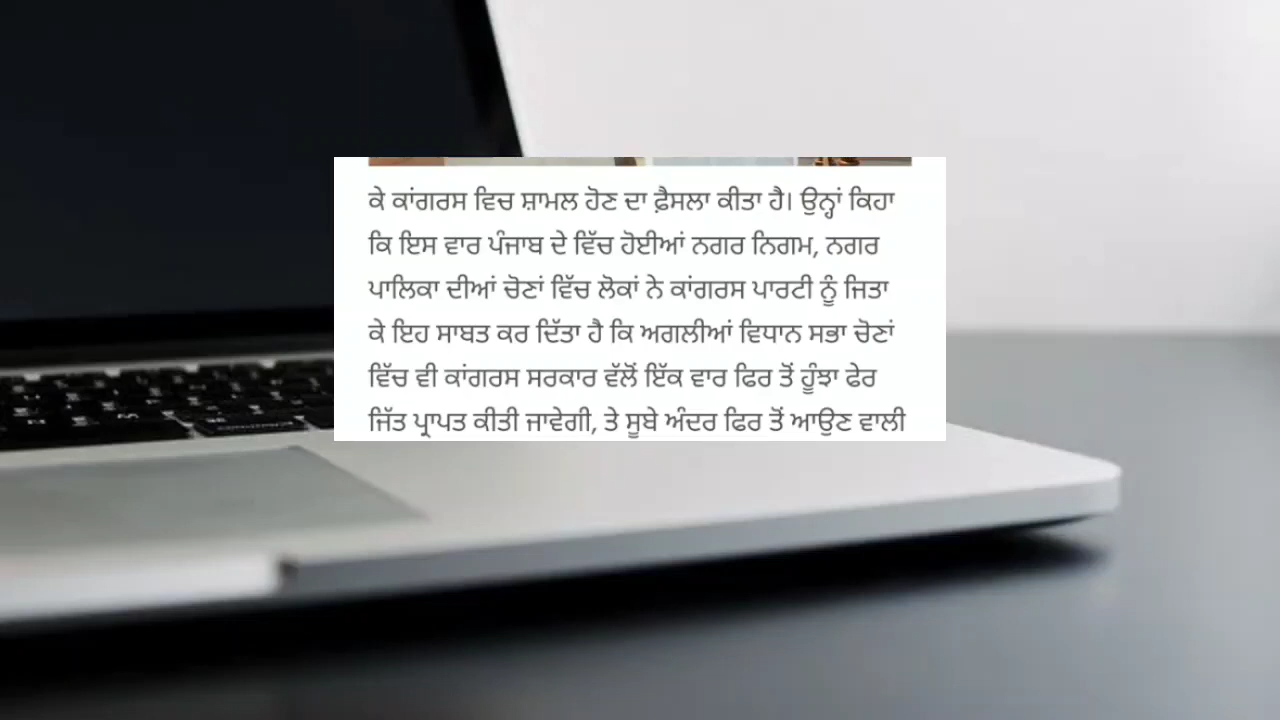 ਕੇ ਕਾਂਗਰਸ ਵਿਚ ਸ਼ਾਮਲ ਹੋਣ ਦਾ ਫ਼ੈਸਲਾ ਕੀਤਾ ਹੈ। ਉਨ੍ਹਾਂ ਕਿਹਾ
ਕਿ ਇਸ ਵਾਰ ਪੰਜਾਬ ਦੇ ਵਿੱਚ ਹੋਈਆਂ ਨਗਰ ਨਿਗਮ, ਨਗਰ
ਪਾਲਿਕਾ ਦੀਆਂ ਚੋਣਾਂ ਵਿੱਚ ਲੋਕਾਂ ਨੇ ਕਾਂਗਰਸ ਪਾਰਟੀ ਨੂੰ ਜਿਤਾ
ਕੇ ਇਹ ਸਾਬਤ ਕਰ ਦਿੱਤਾ ਹੈ ਕਿ ਅਗਲੀਆਂ ਵਿਧਾਨ ਸਭਾ ਚੋਣਾਂ
ਵਿੱਚ ਵੀ ਕਾਂਗਰਸ ਸਰਕਾਰ ਵੱਲੋਂ ਇੱਕ ਵਾਰ ਫਿਰ ਤੋਂ ਹੂੰਝਾ ਫੇਰ
ਜਿੱਤ ਪ੍ਰਾਪਤ ਕੀਤੀ ਜਾਵੇਗੀ, ਤੇ ਸੂਬੇ ਅੰਦਰ ਫਿਰ ਤੋਂ ਆਉਣ ਵਾਲੀ